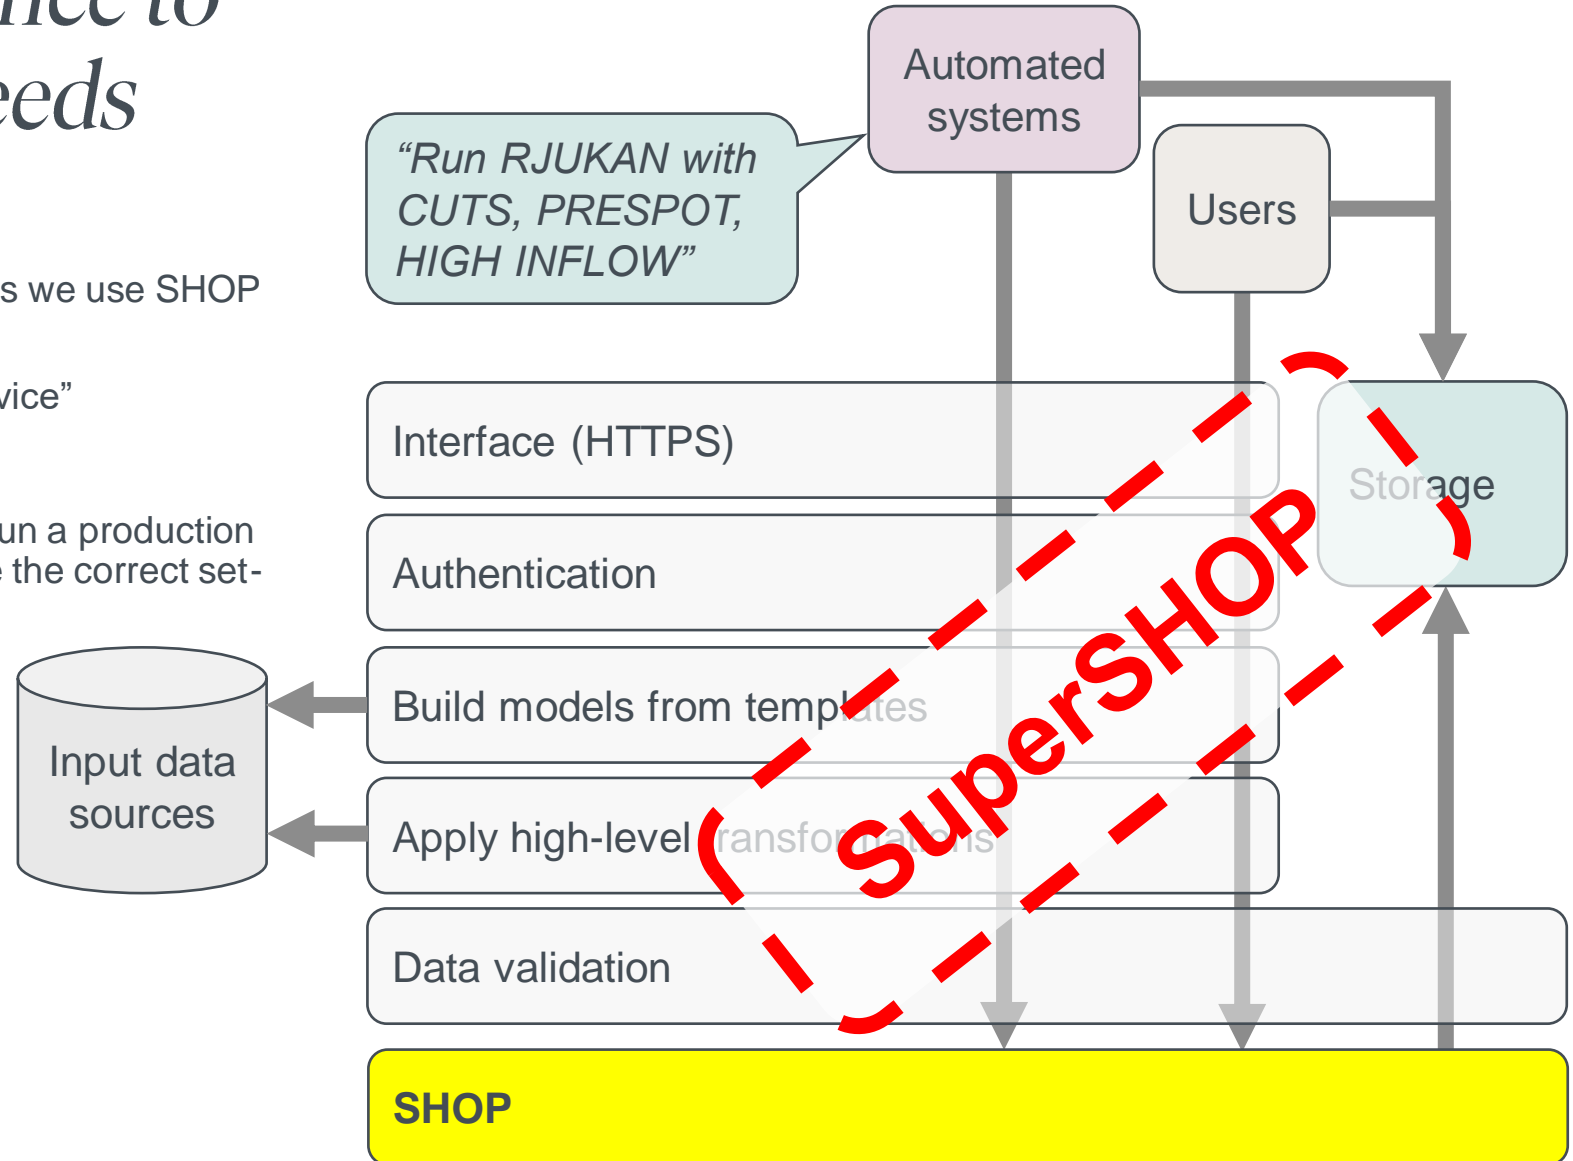 to
eeds
s we use SHOP
vice”
un a production
e the correct set-
Automated
systems
“Run RJUKAN with
CUTS, PRESPOT,
HIGH INFLOW”
Users
Interface (HTTPS)
Storage
Authentication
Build models from templates
Input data
sources
Apply high-level transformations
SuperSHOP
Data validation
SHOP